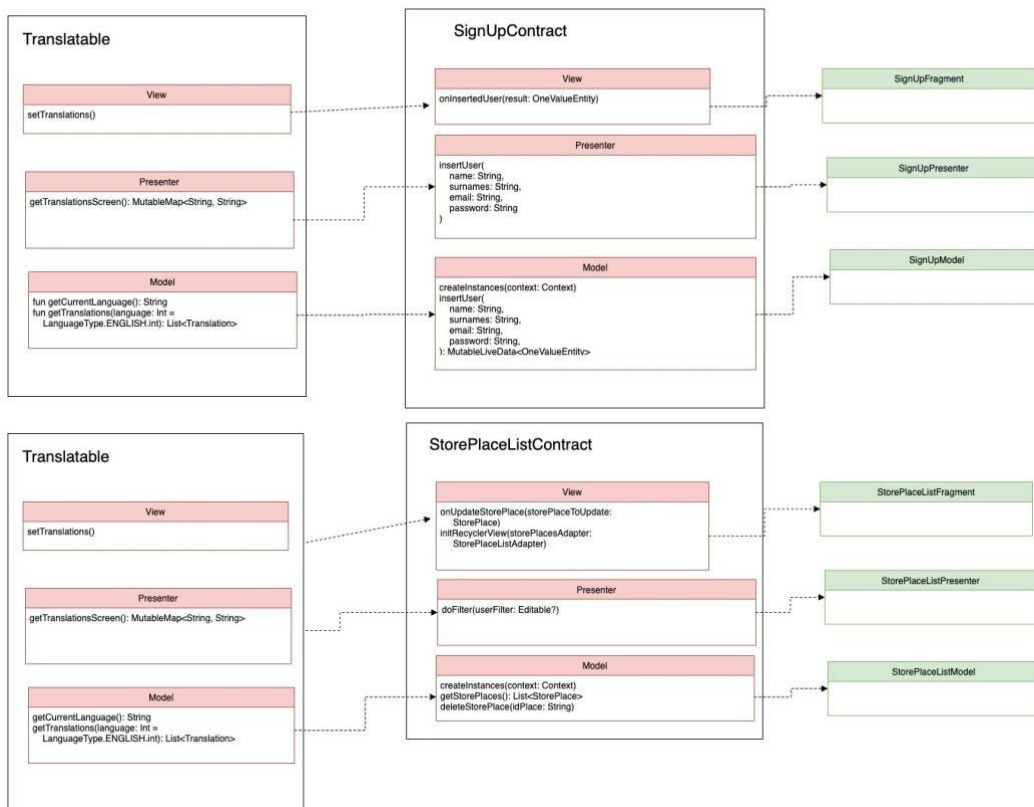 Translatable
View
setTranslations()
Presenter
getTranslationsScreen(): MutableMap<String, String>
Model
fun getCurrentLanguage(): String
fun getTranslations(language: Int =
LanguageType.ENGLISH.int): List<Translation>
SignUpContract
View
onInsertedUser(result: OneValueEntity)
Presenter
insertUser(
name: String,
surnames: String,
email: String,
password: String
)
Model
createInstances(context: Context)
insertUser(
name: String,
surnames: String,
email: String,
password: String,
): MutableLiveData<OneValueEntity>
SignUpFragment
SignUpPresenter
SignUpModel
Translatable
View
setTranslations()
Presenter
getTranslationsScreen(): MutableMap<String, String>
Model
getCurrentLanguage(): String
getTranslations(language: Int =
LanguageType.ENGLISH.int): List<Translation>
StorePlaceListContract
View
onUpdateStorePlace(storePlaceToUpdate:
StorePlace)
initRecyclerView(storePlacesAdapter:
StorePlaceListAdapter)
Presenter
doFilter(userFilter: Editable?)
Model
createInstances(context: Context)
getStorePlaces(): List<StorePlace>
deleteStorePlace(idPlace: String)
StorePlaceListFragment
StorePlaceListPresenter
StorePlaceListModel